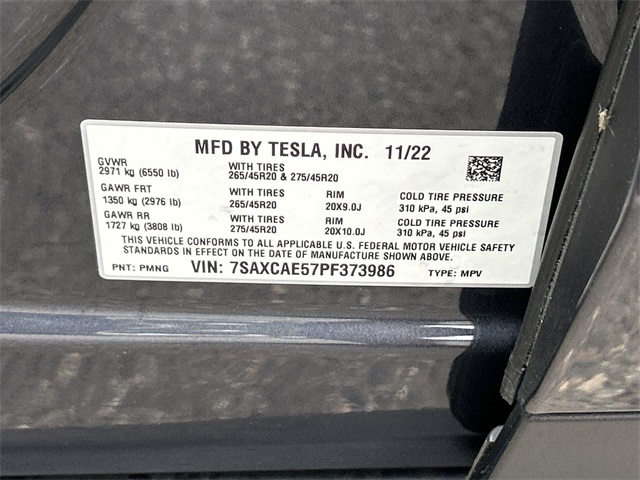 MFD BY TESLA, INC. 11/22
GVWR
2971 kg (6550 lb)
WITH TIRES
265/45R20 & 275/45R20
GAWR FRT
1350 kg (2976 lb)
WITH TIRES
265/45R20
RIM
20X9.0J
COLD TIRE PRESSURE
310 kPa, 45 psi
GAWR RR
1727 kg (3808 lb)
WITH TIRES
275/45R20
RIM
20X10.0J
COLD TIRE PRESSURE
310 kPa, 45 psi
THIS VEHICLE CONFORMS TO ALL APPLICABLE U.S. FEDERAL MOTOR VEHICLE SAFETY
STANDARDS IN EFFECT ON THE DATE OF MANUFACTURE SHOWN ABOVE.
PNT: PMNG VIN: 7SAXCAE57PF373986 TYPE: MPV